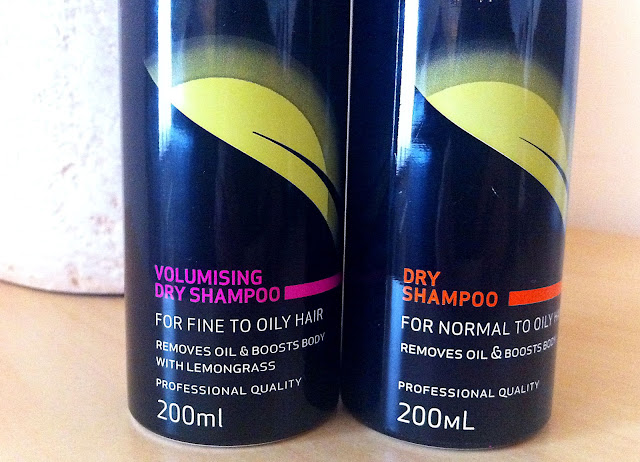 VOLUMISING
DRY SHAMPOO
FOR FINE TO OILY HAIR
REMOVES OIL & BOOSTS BODY
WITH LEMONGRASS
PROFESSIONAL QUALITY
200ml
DRY
SHAMPOO
FOR NORMAL TO OILY
REMOVES OIL & BOOSTS BODY
PROFESSIONAL QUALITY
200mL